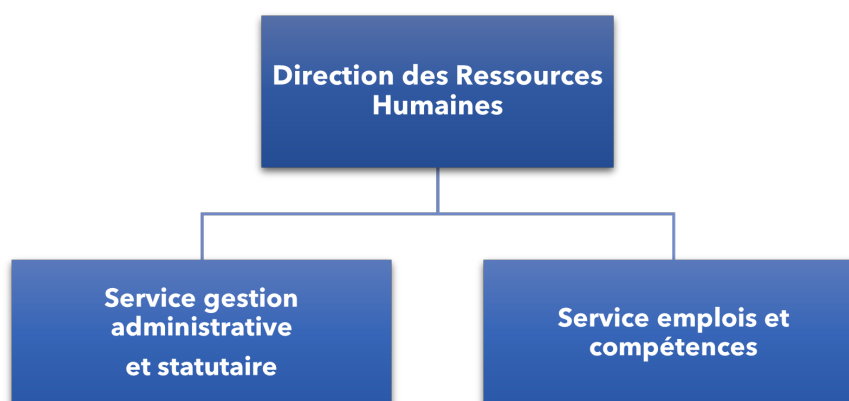 Direction des Ressources
Humaines
Service gestion
administrative
et statutaire
Service emplois et
compétences